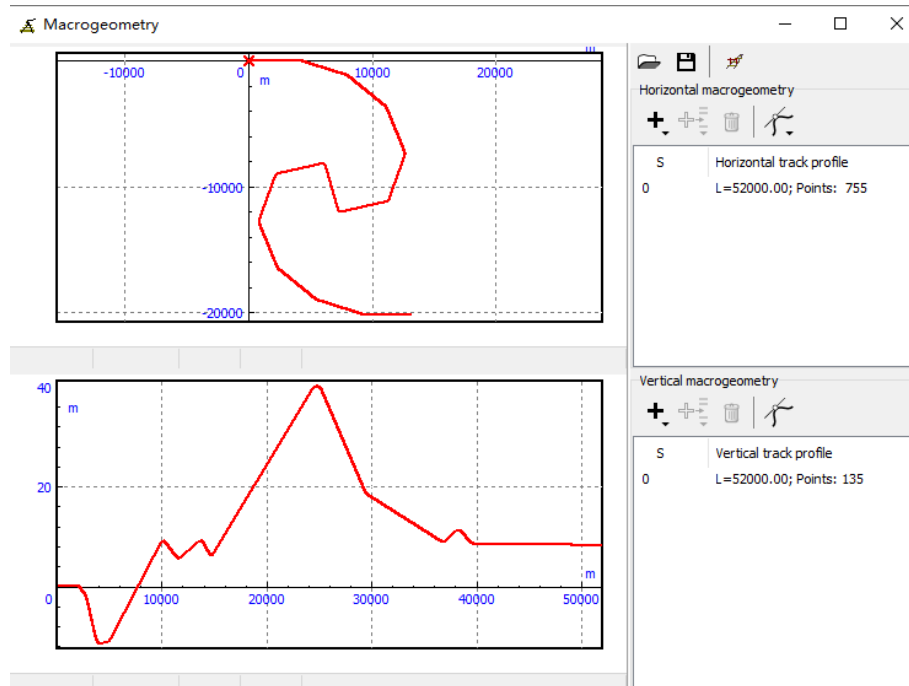 Macrogeometry
-10000 0 10000 20000
m
-10000
-20000
Horizontal macrogeometry
S Horizontal track profile
0 L=52000.00; Points: 755
40
m
20
m
0 10000 20000 30000 40000 50000
Vertical macrogeometry
S Vertical track profile
0 L=52000.00; Points: 135